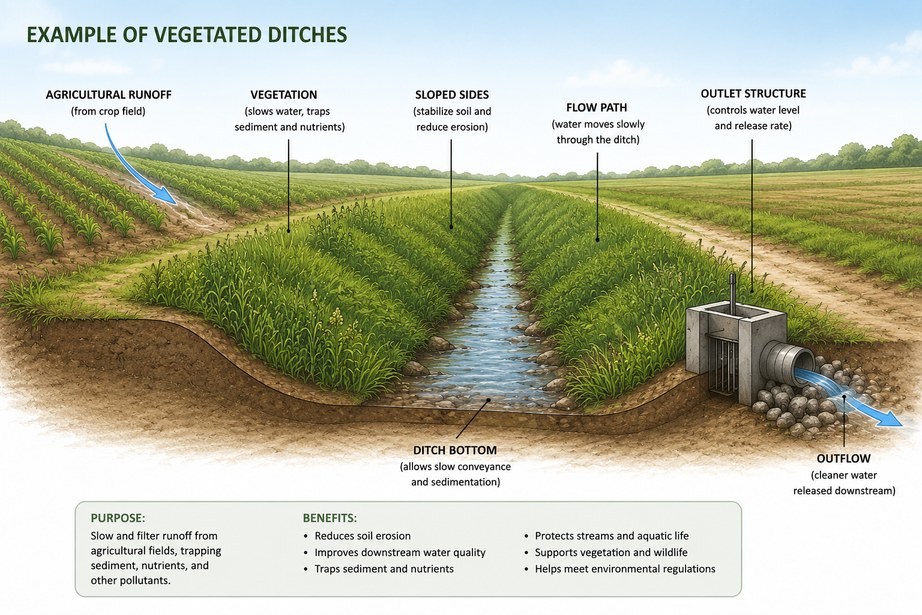 EXAMPLE OF VEGETATED DITCHES
AGRICULTURAL RUNOFF
(from crop field)
VEGETATION
(slows water, traps
sediment and nutrients)
SLOPED SIDES
(stabilize soil and
reduce erosion)
FLOW PATH
(water moves slowly
through the ditch)
OUTLET STRUCTURE
(controls water level
and release rate)
DITCH BOTTOM
(allows slow conveyance
and sedimentation)
OUTFLOW
(cleaner water
released downstream)
PURPOSE:
Slow and filter runoff from
agricultural fields, trapping
sediment, nutrients, and
other pollutants.
BENEFITS:
• Reduces soil erosion
• Improves downstream water quality
• Traps sediment and nutrients
• Protects streams and aquatic life
• Supports vegetation and wildlife
• Helps meet environmental regulations